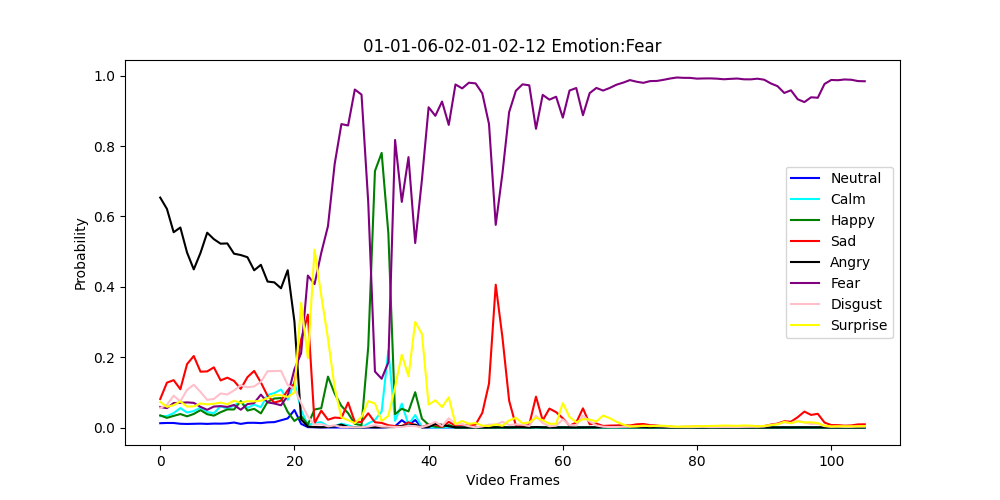 01-01-06-02-01-02-12 Emotion:Fear
Probability
1.0
0.8
0.6
0.4
0.2
0.0
0
20
40
60
80
100
Video Frames
Neutral
Calm
Happy
Sad
Angry
Fear
Disgust
Surprise